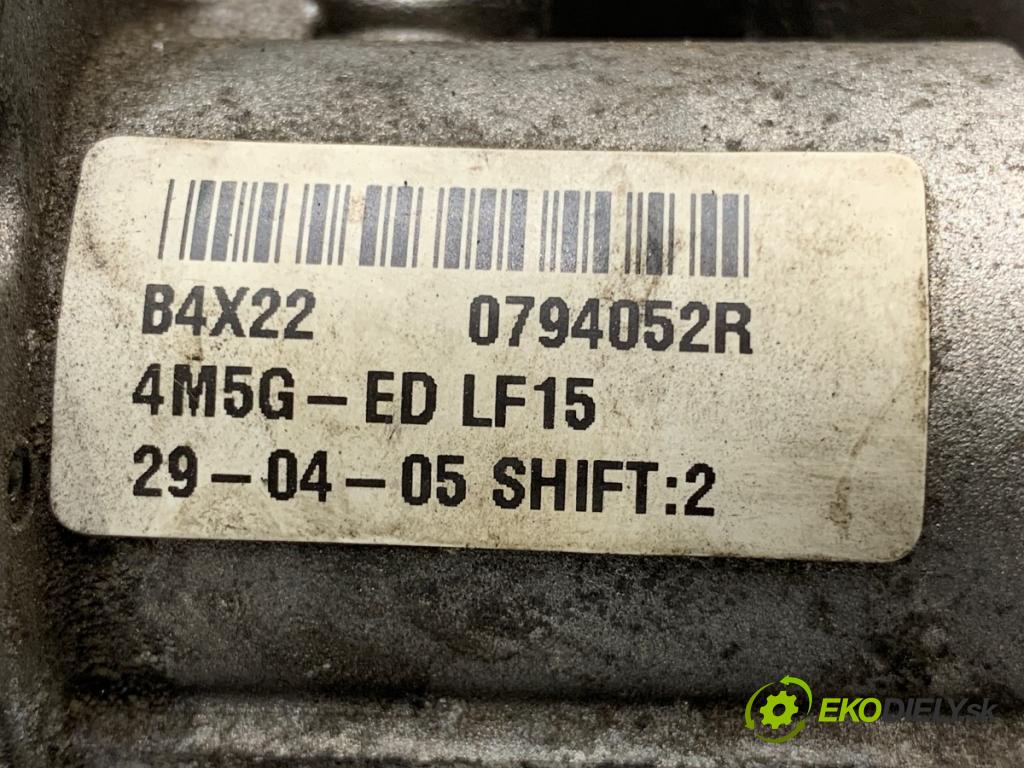 B4X22 0794052R
4M5G-ED LF15
29-04-05 SHIFT:2
EKODIELY.sk